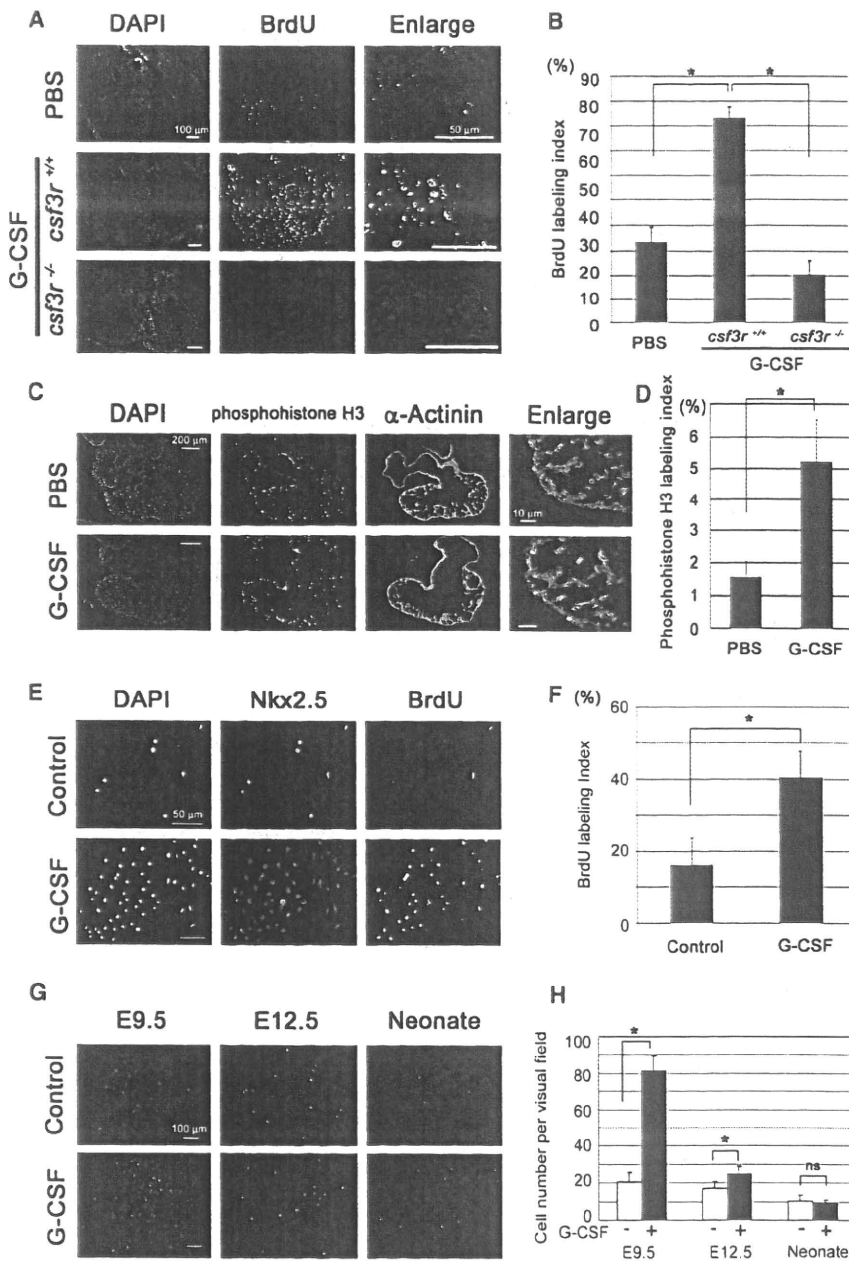 A
DAPI BrdU Enlarge
PBS
100 μm
50 μm
G-CSF
csf3r +/+
csf3r -/-
B
(%)
BrdU labeling index
90
80
70
60
50
40
30
20
10
0
* *
PBS csf3r +/+ csf3r -/-
G-CSF
C
DAPI phosphohistone H3 α-Actinin Enlarge
PBS
200 μm
10 μm
G-CSF
D
(%)
Phosphohistone H3 labeling index
6
5
4
3
2
1
0
*
PBS G-CSF
E
DAPI Nkx2.5 BrdU
Control
50 μm
G-CSF
F
(%)
BrdU labeling Index
60
40
20
0
*
Control G-CSF
G
E9.5 E12.5 Neonate
Control
100 μm
G-CSF
H
Cell number per visual field
100
80
60
40
20
0
* * ns
G-CSF - + - + - +
E9.5 E12.5 Neonate